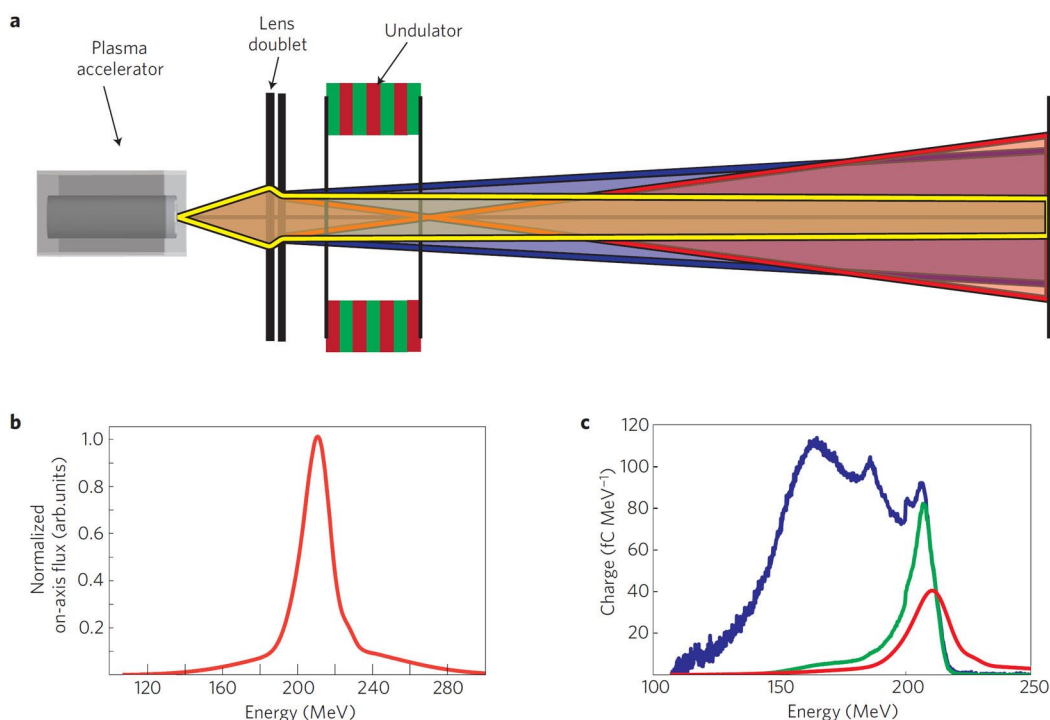 a
Plasma
accelerator
Lens
doublet
Undulator
b
Normalized
on-axis flux (arb.units)
1.0
0.8
0.6
0.4
0.2
120
160
200
240
280
Energy (MeV)
c
Charge (fC MeV⁻¹)
120
100
80
60
40
20
100
150
200
250
Energy (MeV)